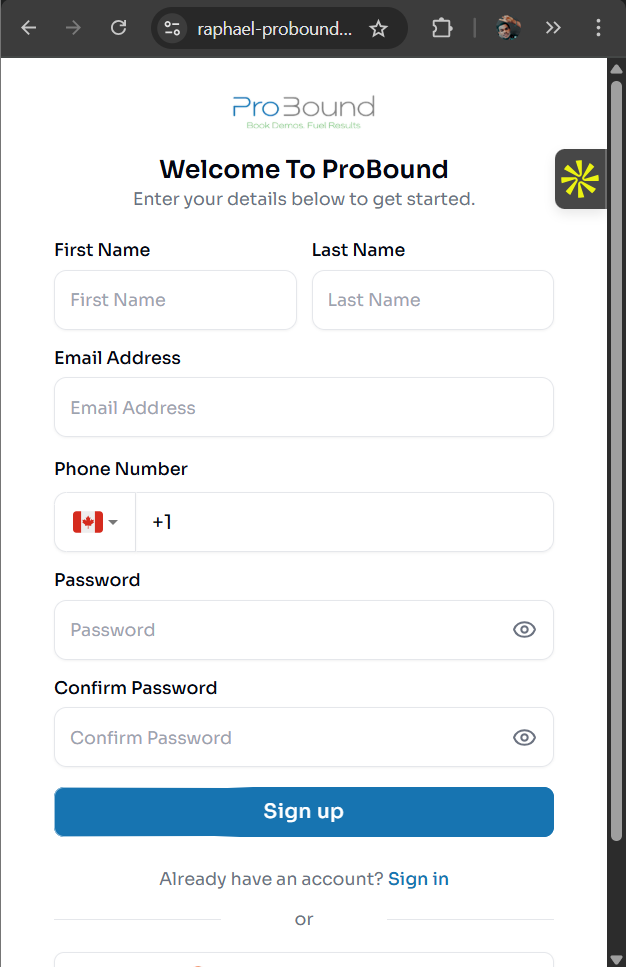 raphael-probound...
ProBound
Book Demos. Fuel Results
Welcome To ProBound
Enter your details below to get started.
First Name Last Name
First Name Last Name
Email Address
Email Address
Phone Number
+1
Password
Password
Confirm Password
Confirm Password
Sign up
Already have an account? Sign in
or